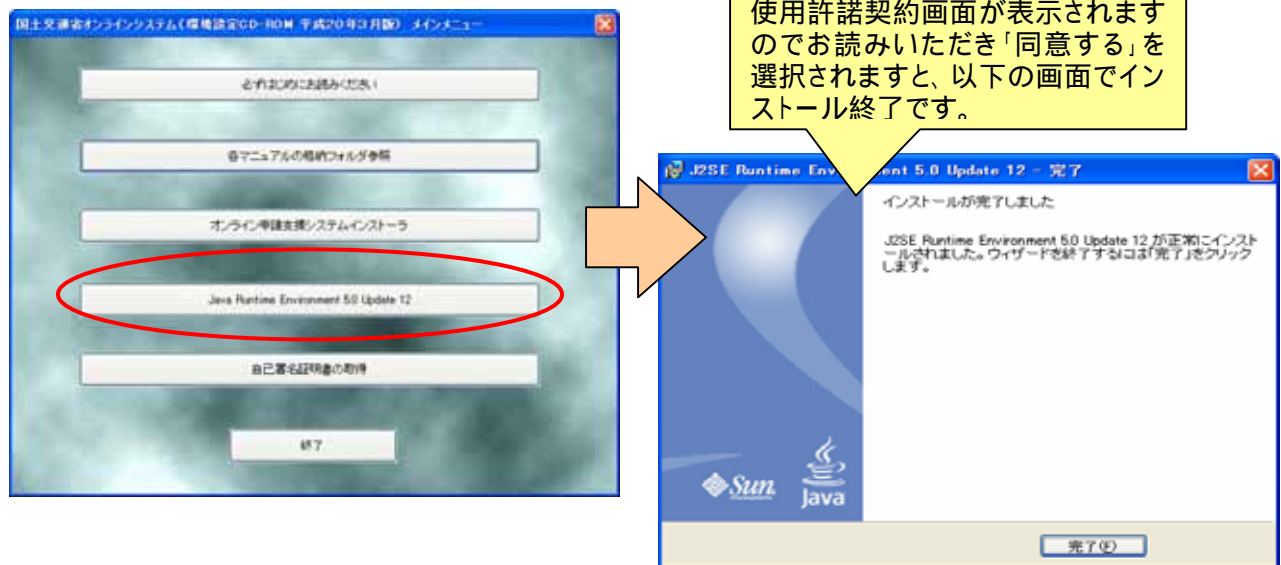 国土交通省オンラインシステム(環境設定CD-ROM 平成20年3月版) メインメニュー
必ずはじめにお読みください
各マニュアルの格納フォルダ参照
オンライン申請支援システムインストーラ
Java Runtime Environment 5.0 Update 12
自己署名証明書の取得
終了
使用許諾契約画面が表示されます
のでお読みいただき「同意する」を
選択されますと、以下の画面でイン
ストール終了です。
J2SE Runtime Env ent 5.0 Update 12 - 完了
インストールが完了しました
J2SE Runtime Environment 5.0 Update 12 が正常にインスト
ールされました。ウィザードを終了するには「完了」をクリック
します。
Sun
Java
完了(F)